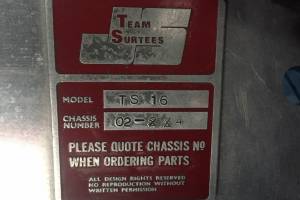 TEAM
SURTEES
MODEL TS 16
CHASSIS
NUMBER 02-
PLEASE QUOTE CHASSIS Nº
WHEN ORDERING PARTS
ALL DESIGN RIGHTS RESERVED
NO REPRODUCTION WITHOUT
WRITTEN PERMISSION